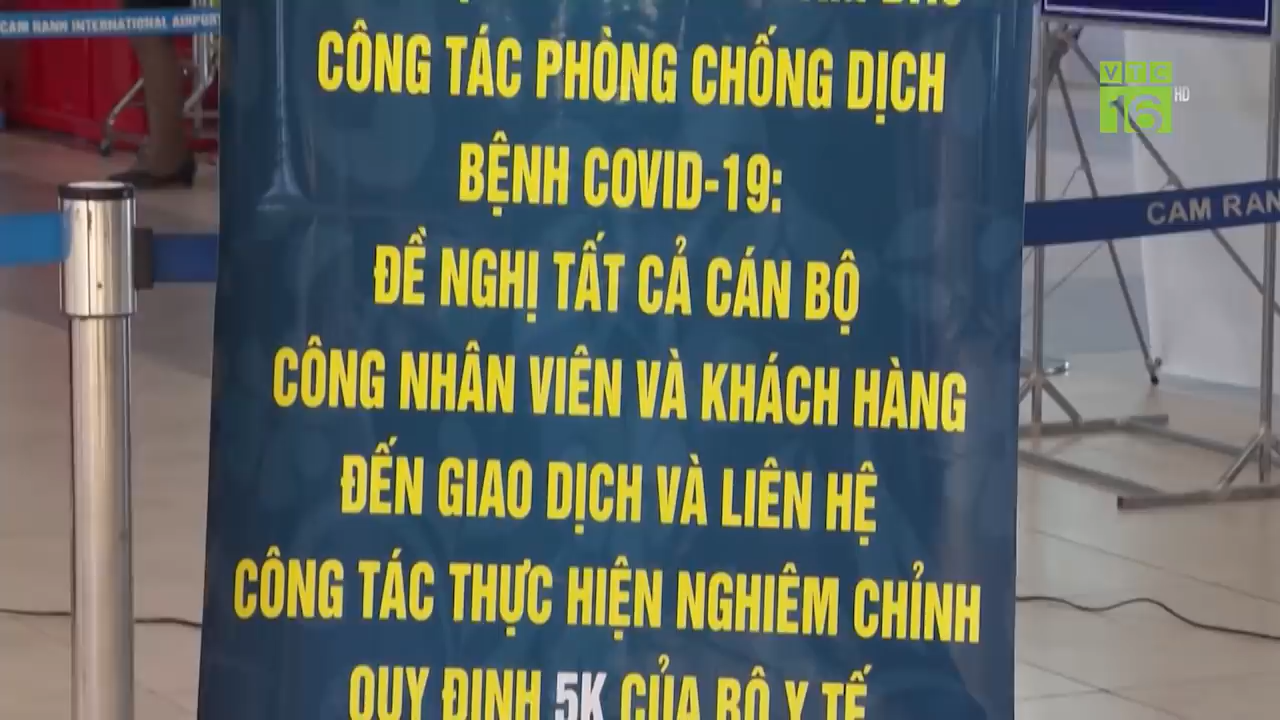 CAM RANH INTERNATIONAL AIRPORT
CÔNG TÁC PHÒNG CHỐNG DỊCH
BỆNH COVID-19:
ĐỀ NGHỊ TẤT CẢ CÁN BỘ
CÔNG NHÂN VIÊN VÀ KHÁCH HÀNG
ĐẾN GIAO DỊCH VÀ LIÊN HỆ
CÔNG TÁC THỰC HIỆN NGHIÊM CHỈNH
QUY ĐỊNH 5K CỦA BỘ Y TẾ
VTC
16 HD
CAM RAN